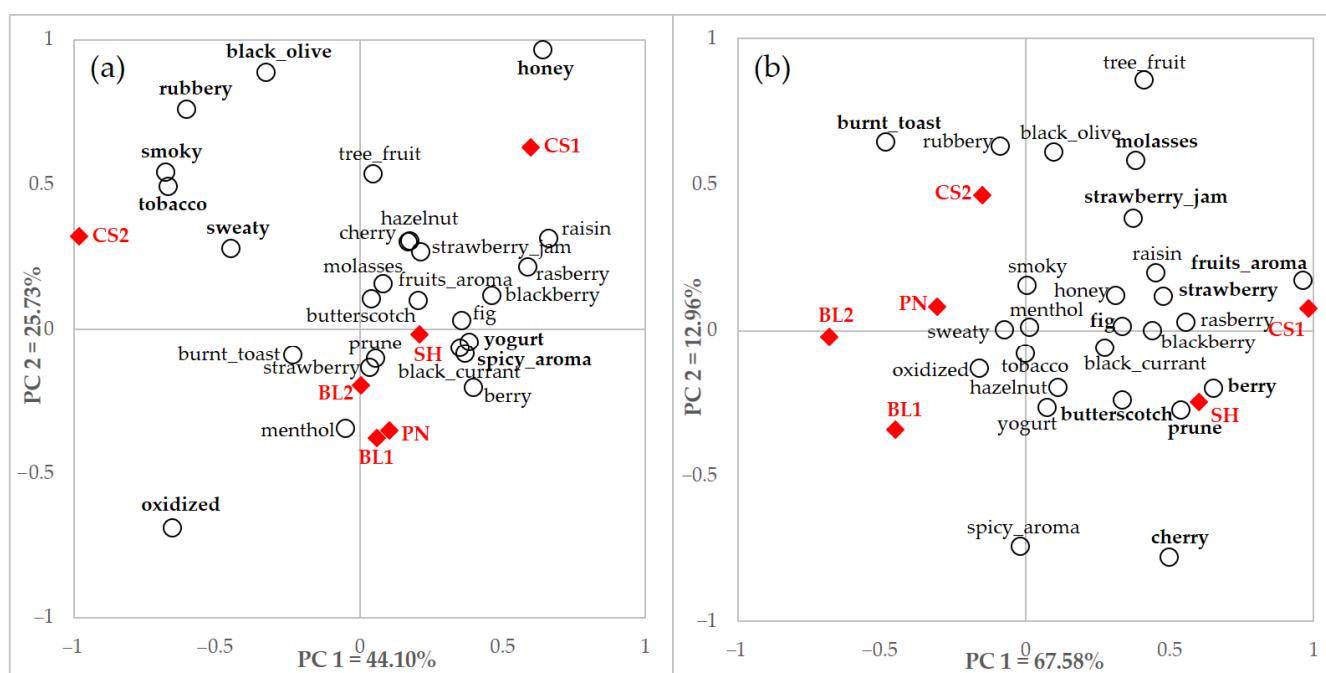 (a)
1
black_olive
honey
rubbery
CS1
smoky
tree_fruit
0.5
tobacco
hazelnut
CS2
sweaty
cherry
raisin
strawberry_jam
molasses
fruits_aroma
rasberry
blackberry
butterscotch
fig
0
yogurt
SH
prune
burnt_toast
spicy_aroma
strawberry
black_currant
BL2
berry
menthol
PN
BL1
−0.5
oxidized
−1
−1
−0.5
0
0.5
1
PC 1 = 44.10%
PC 2 = 25.73%
(b)
1
tree_fruit
burnt_toast
rubbery
black_olive
molasses
0.5
CS2
strawberry_jam
raisin
fruits_aroma
smoky
honey
strawberry
PN
menthol
fig
rasberry
CS1
BL2
sweaty
0
blackberry
oxidized
tobacco
black_currant
hazelnut
berry
BL1
yogurt
butterscotch
SH
prune
−0.5
spicy_aroma
cherry
−1
−1
−0.5
0
0.5
1
PC 1 = 67.58%
PC 2 = 12.96%